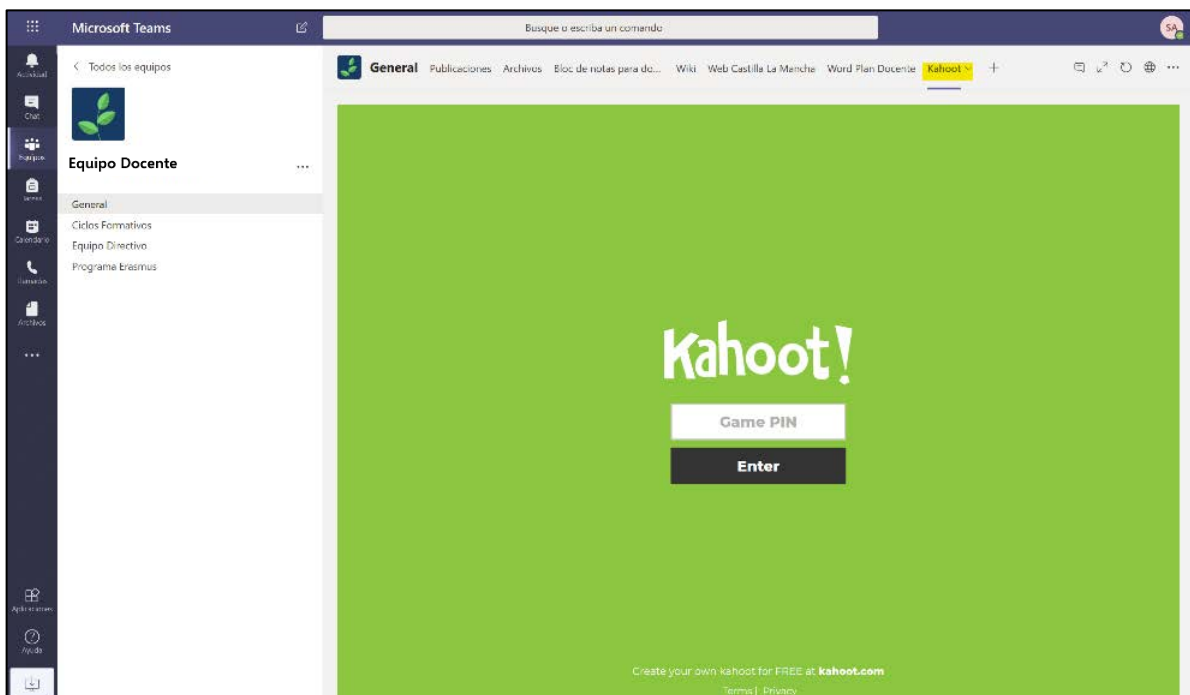 Microsoft Teams
Busque o escriba un comando
SA
Actividad
Chat
Equipos
Tareas
Calendario
Llamadas
Archivos
Aplicaciones
Ayuda
Todos los equipos
Equipo Docente
General
Ciclos Formativos
Equipo Directivo
Programa Erasmus
General Publicaciones Archivos Bloc de notas para do... Wiki Web Castilla La Mancha Word Plan Docente Kahoot
Kahoot!
Game PIN
Enter
Create your own kahoot for FREE at kahoot.com
Terms | Privacy